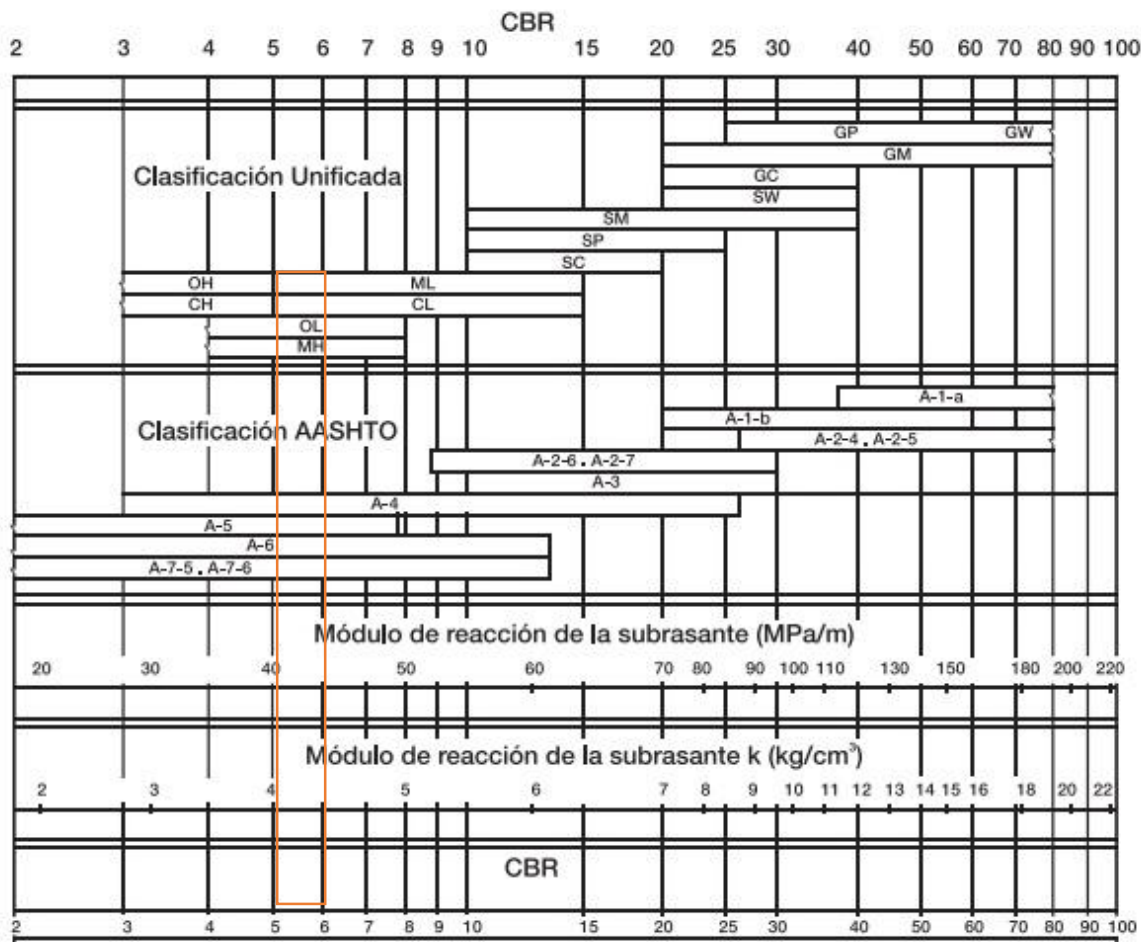 CBR
2 3 4 5 6 7 8 9 10 15 20 25 30 40 50 60 70 80 90 100
GP GW
GM
Clasificación Unificada
GC
SW
SM
SP
SC
OH ML
CH CL
OL
MH
A-1-a
A-1-b
Clasificación AASHTO
A-2-4 . A-2-5
A-2-6 . A-2-7
A-3
A-4
A-5
A-6
A-7-5 . A-7-6
Módulo de reacción de la subrasante (MPa/m)
20 30 40 50 60 70 80 90 100 110 130 150 180 200 220
Módulo de reacción de la subrasante k (kg/cm³)
2 3 4 5 6 7 8 9 10 11 12 13 14 15 16 18 20 22
CBR
2 3 4 5 6 7 8 9 10 15 20 25 30 40 50 60 70 80 90 100